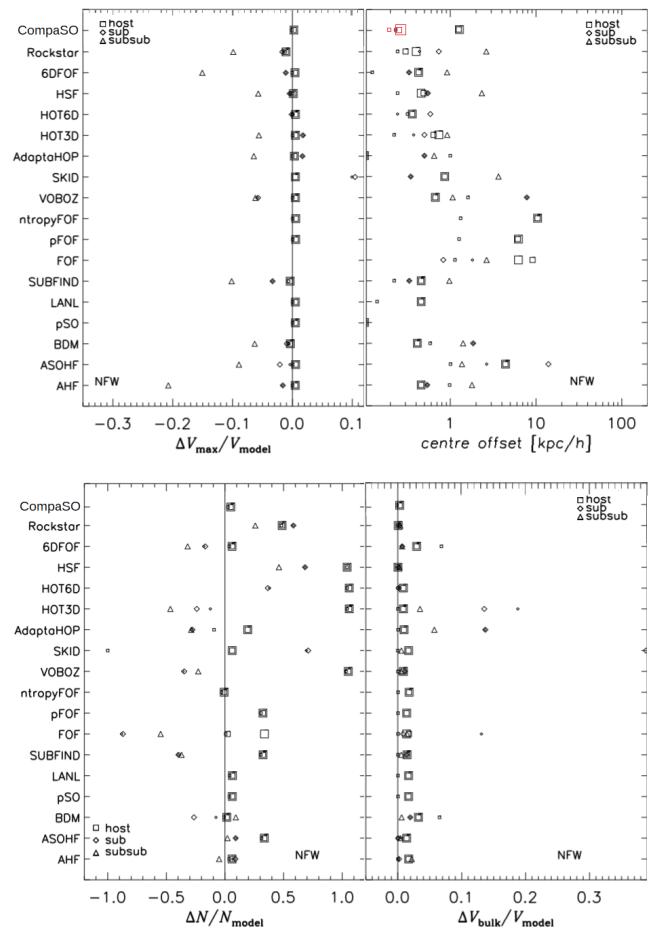 host
sub
subsub
host
sub
subsub
CompaSO
Rockstar
6DFOF
HSF
HOT6D
HOT3D
AdaptaHOP
SKID
VOBOZ
ntropyFOF
pFOF
FOF
SUBFIND
LANL
pSO
BDM
ASOHF
AHF
NFW
NFW
−0.3 −0.2 −0.1 0.0 0.1
1 10 100
ΔVmax/Vmodel
centre offset [kpc/h]
host
sub
subsub
CompaSO
Rockstar
6DFOF
HSF
HOT6D
HOT3D
AdaptaHOP
SKID
VOBOZ
ntropyFOF
pFOF
FOF
SUBFIND
LANL
pSO
BDM
ASOHF
AHF
host
sub
subsub
NFW
NFW
−1.0 −0.5 0.0 0.5 1.0
0.0 0.1 0.2 0.3
ΔN/Nmodel
ΔVbulk/Vmodel